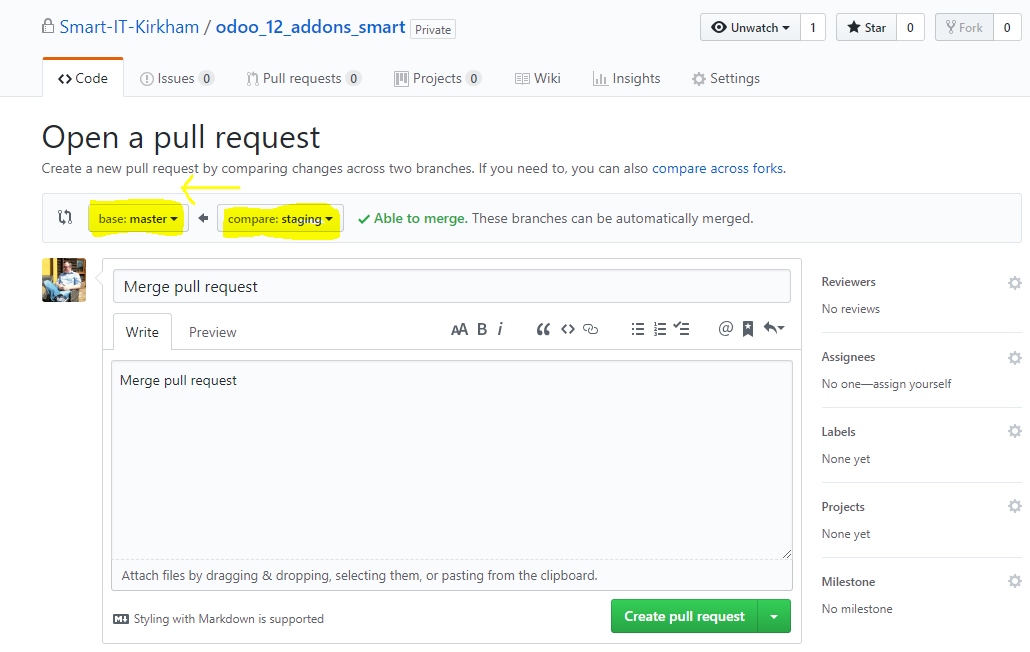 Smart-IT-Kirkham / odoo_12_addons_smart Private
Unwatch 1 Star 0 Fork 0
Code Issues 0 Pull requests 0 Projects 0 Wiki Insights Settings
Open a pull request
Create a new pull request by comparing changes across two branches. If you need to, you can also compare across forks.
base: master compare: staging Able to merge. These branches can be automatically merged.
Merge pull request
Write Preview AA B i “ <> @
Merge pull request
Attach files by dragging & dropping, selecting them, or pasting from the clipboard.
Styling with Markdown is supported
Create pull request
Reviewers
No reviews
Assignees
No one—assign yourself
Labels
None yet
Projects
None yet
Milestone
No milestone